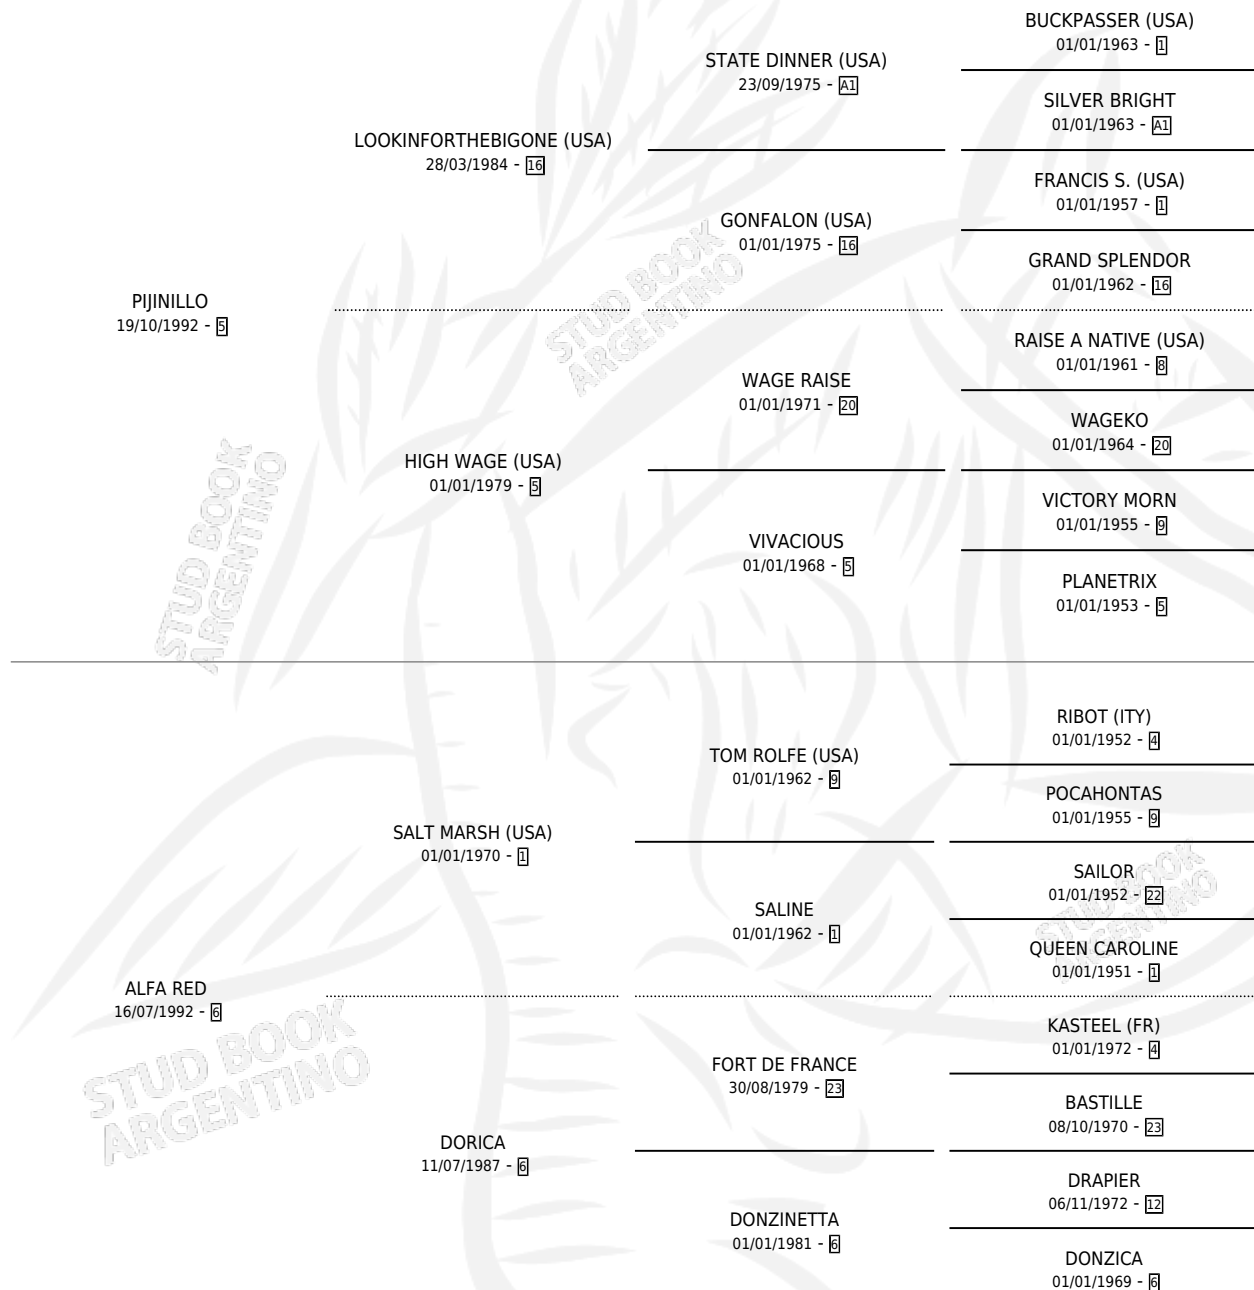 BUCKPASSER (USA)
01/01/1963 - 1
STATE DINNER (USA)
23/09/1975 - A1
SILVER BRIGHT
01/01/1963 - A1
LOOKINFORTHEBIGONE (USA)
28/03/1984 - 16
FRANCIS S. (USA)
01/01/1957 - 1
GONFALON (USA)
01/01/1975 - 16
GRAND SPLENDOR
01/01/1962 - 16
STUD BOOK
ARGENTINO
PIJINILLO
19/10/1992 - 5
RAISE A NATIVE (USA)
01/01/1961 - 8
WAGE RAISE
01/01/1971 - 20
WAGEKO
01/01/1964 - 20
HIGH WAGE (USA)
01/01/1979 - 5
VICTORY MORN
01/01/1955 - 9
VIVACIOUS
01/01/1968 - 5
PLANETRIX
01/01/1953 - 5
STUD BOOK
ARGENTINO
RIBOT (ITY)
01/01/1952 - 4
TOM ROLFE (USA)
01/01/1962 - 9
POCAHONTAS
01/01/1955 - 9
SALT MARSH (USA)
01/01/1970 - 1
SAILOR
01/01/1952 - 22
SALINE
01/01/1962 - 1
QUEEN CAROLINE
01/01/1951 - 1
STUD BOOK
ARGENTINO
ALFA RED
16/07/1992 - 6
KASTEEL (FR)
01/01/1972 - 4
FORT DE FRANCE
30/08/1979 - 23
BASTILLE
08/10/1970 - 23
STUD BOOK
ARGENTINO
DORICA
11/07/1987 - 6
DRAPIER
06/11/1972 - 12
DONZINETTA
01/01/1981 - 6
DONZICA
01/01/1969 - 6